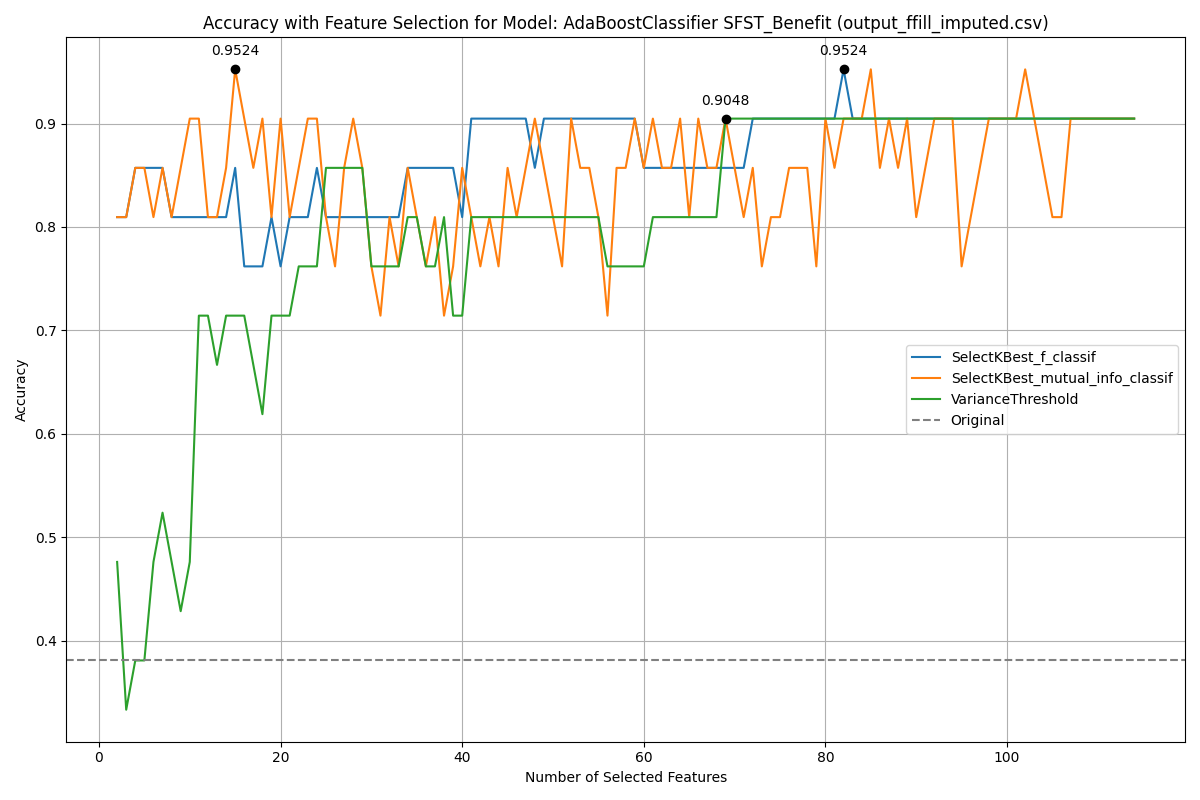 Accuracy with Feature Selection for Model: AdaBoostClassifier SFST_Benefit (output_ffill_imputed.csv)
0.9524
0.9524
0.9048
0.9
0.8
0.7
0.6
0.5
0.4
Accuracy
SelectKBest_f_classif
SelectKBest_mutual_info_classif
VarianceThreshold
Original
0
20
40
60
80
100
Number of Selected Features